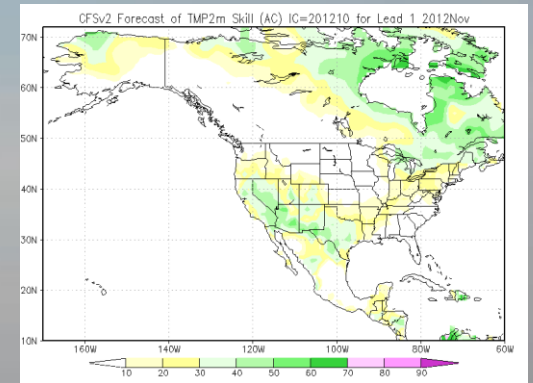 CFSv2 Forecast of TMP2m Skill (AC) IC=201210 for Lead 1 2012Nov
70N
60N
50N
40N
30N
20N
10N
160W 140W 120W 100W 80W 60W
10 20 30 40 50 60 70 80 90